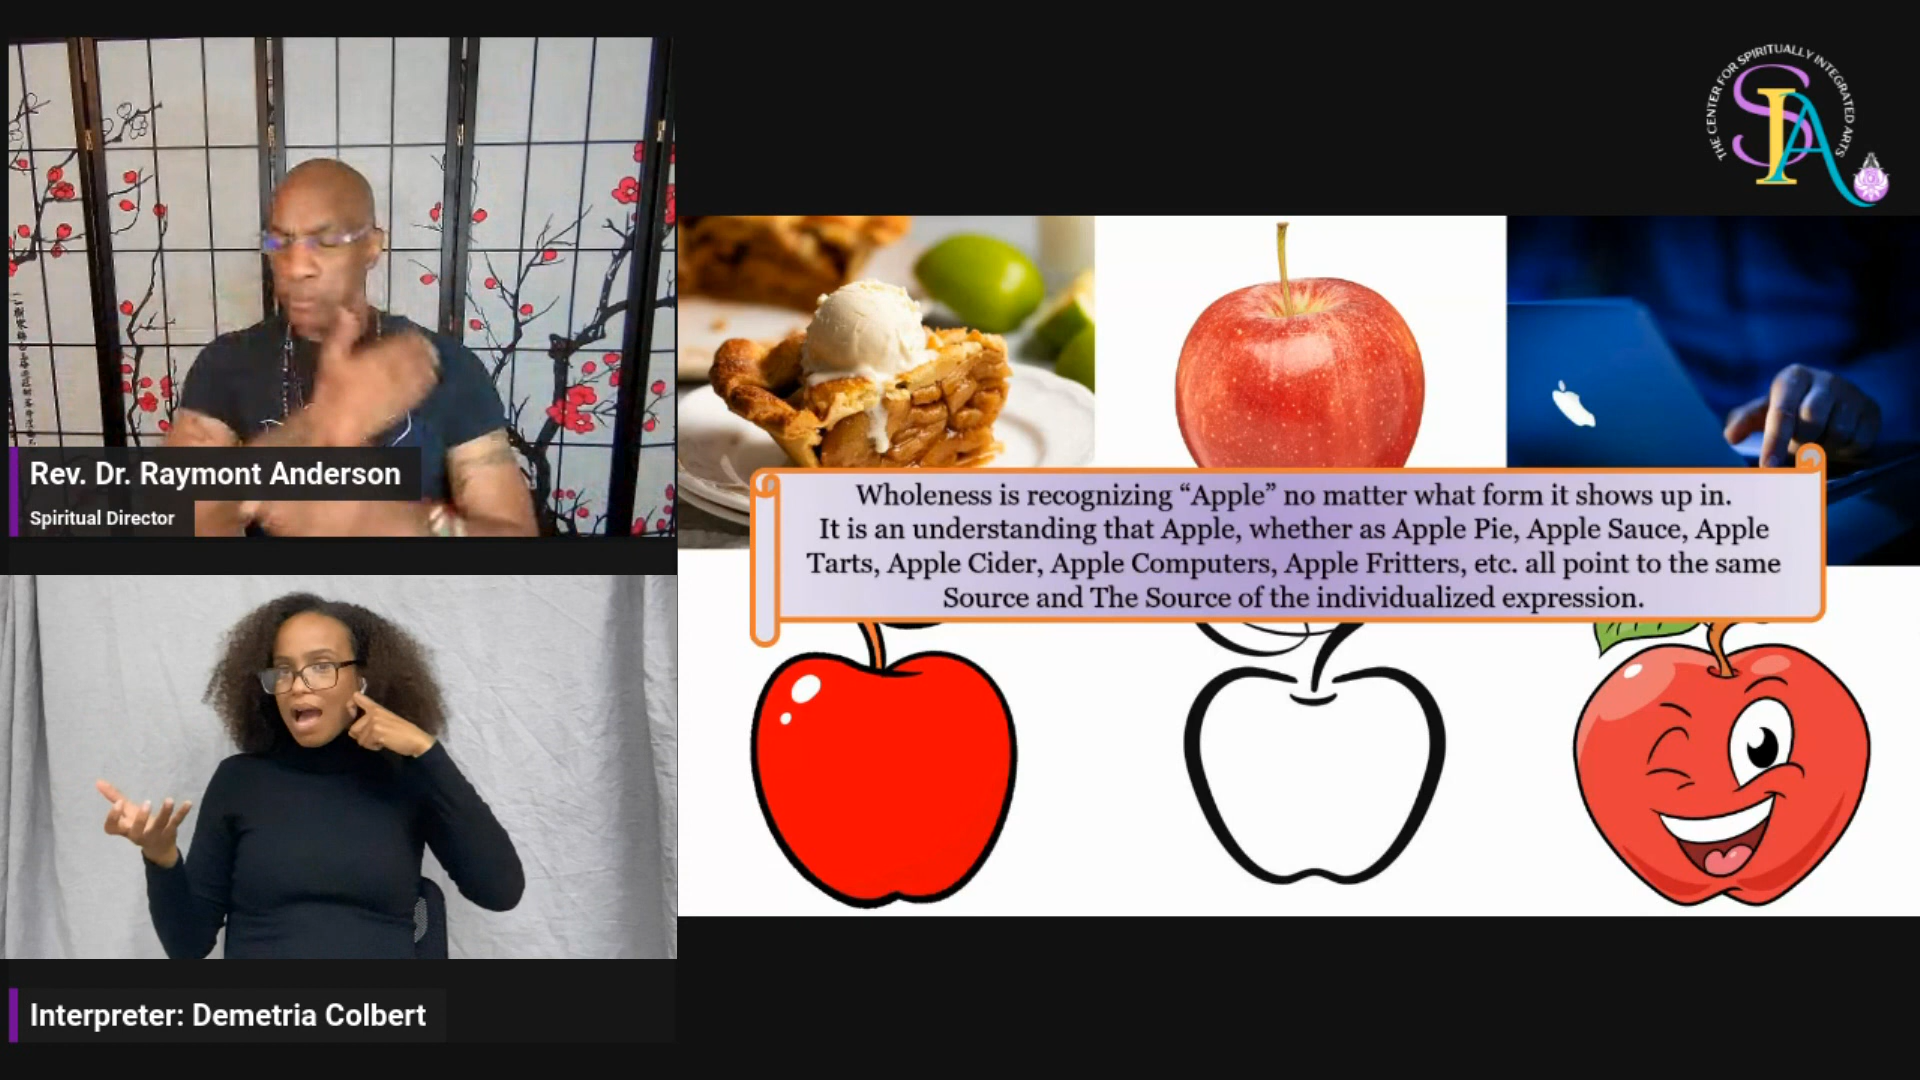 THE CENTER FOR SPIRITUALLY INTEGRATED ARTS
SIA
Rev. Dr. Raymont Anderson
Spiritual Director
Wholeness is recognizing “Apple” no matter what form it shows up in.
It is an understanding that Apple, whether as Apple Pie, Apple Sauce, Apple
Tarts, Apple Cider, Apple Computers, Apple Fritters, etc. all point to the same
Source and The Source of the individualized expression.
Interpreter: Demetria Colbert